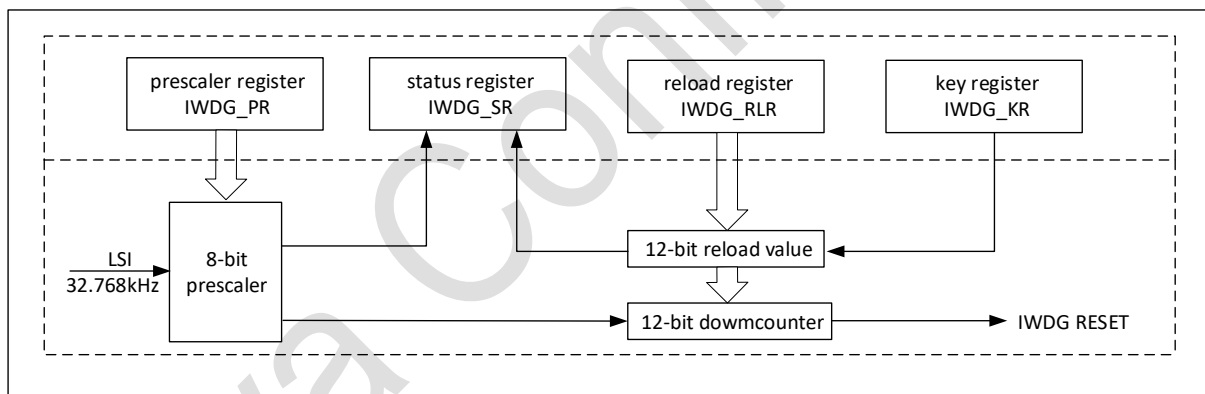 prescaler register
IWDG_PR
status register
IWDG_SR
reload register
IWDG_RLR
key register
IWDG_KR
LSI
32.768kHz
8-bit
prescaler
12-bit reload value
12-bit dowmcounter
IWDG RESET